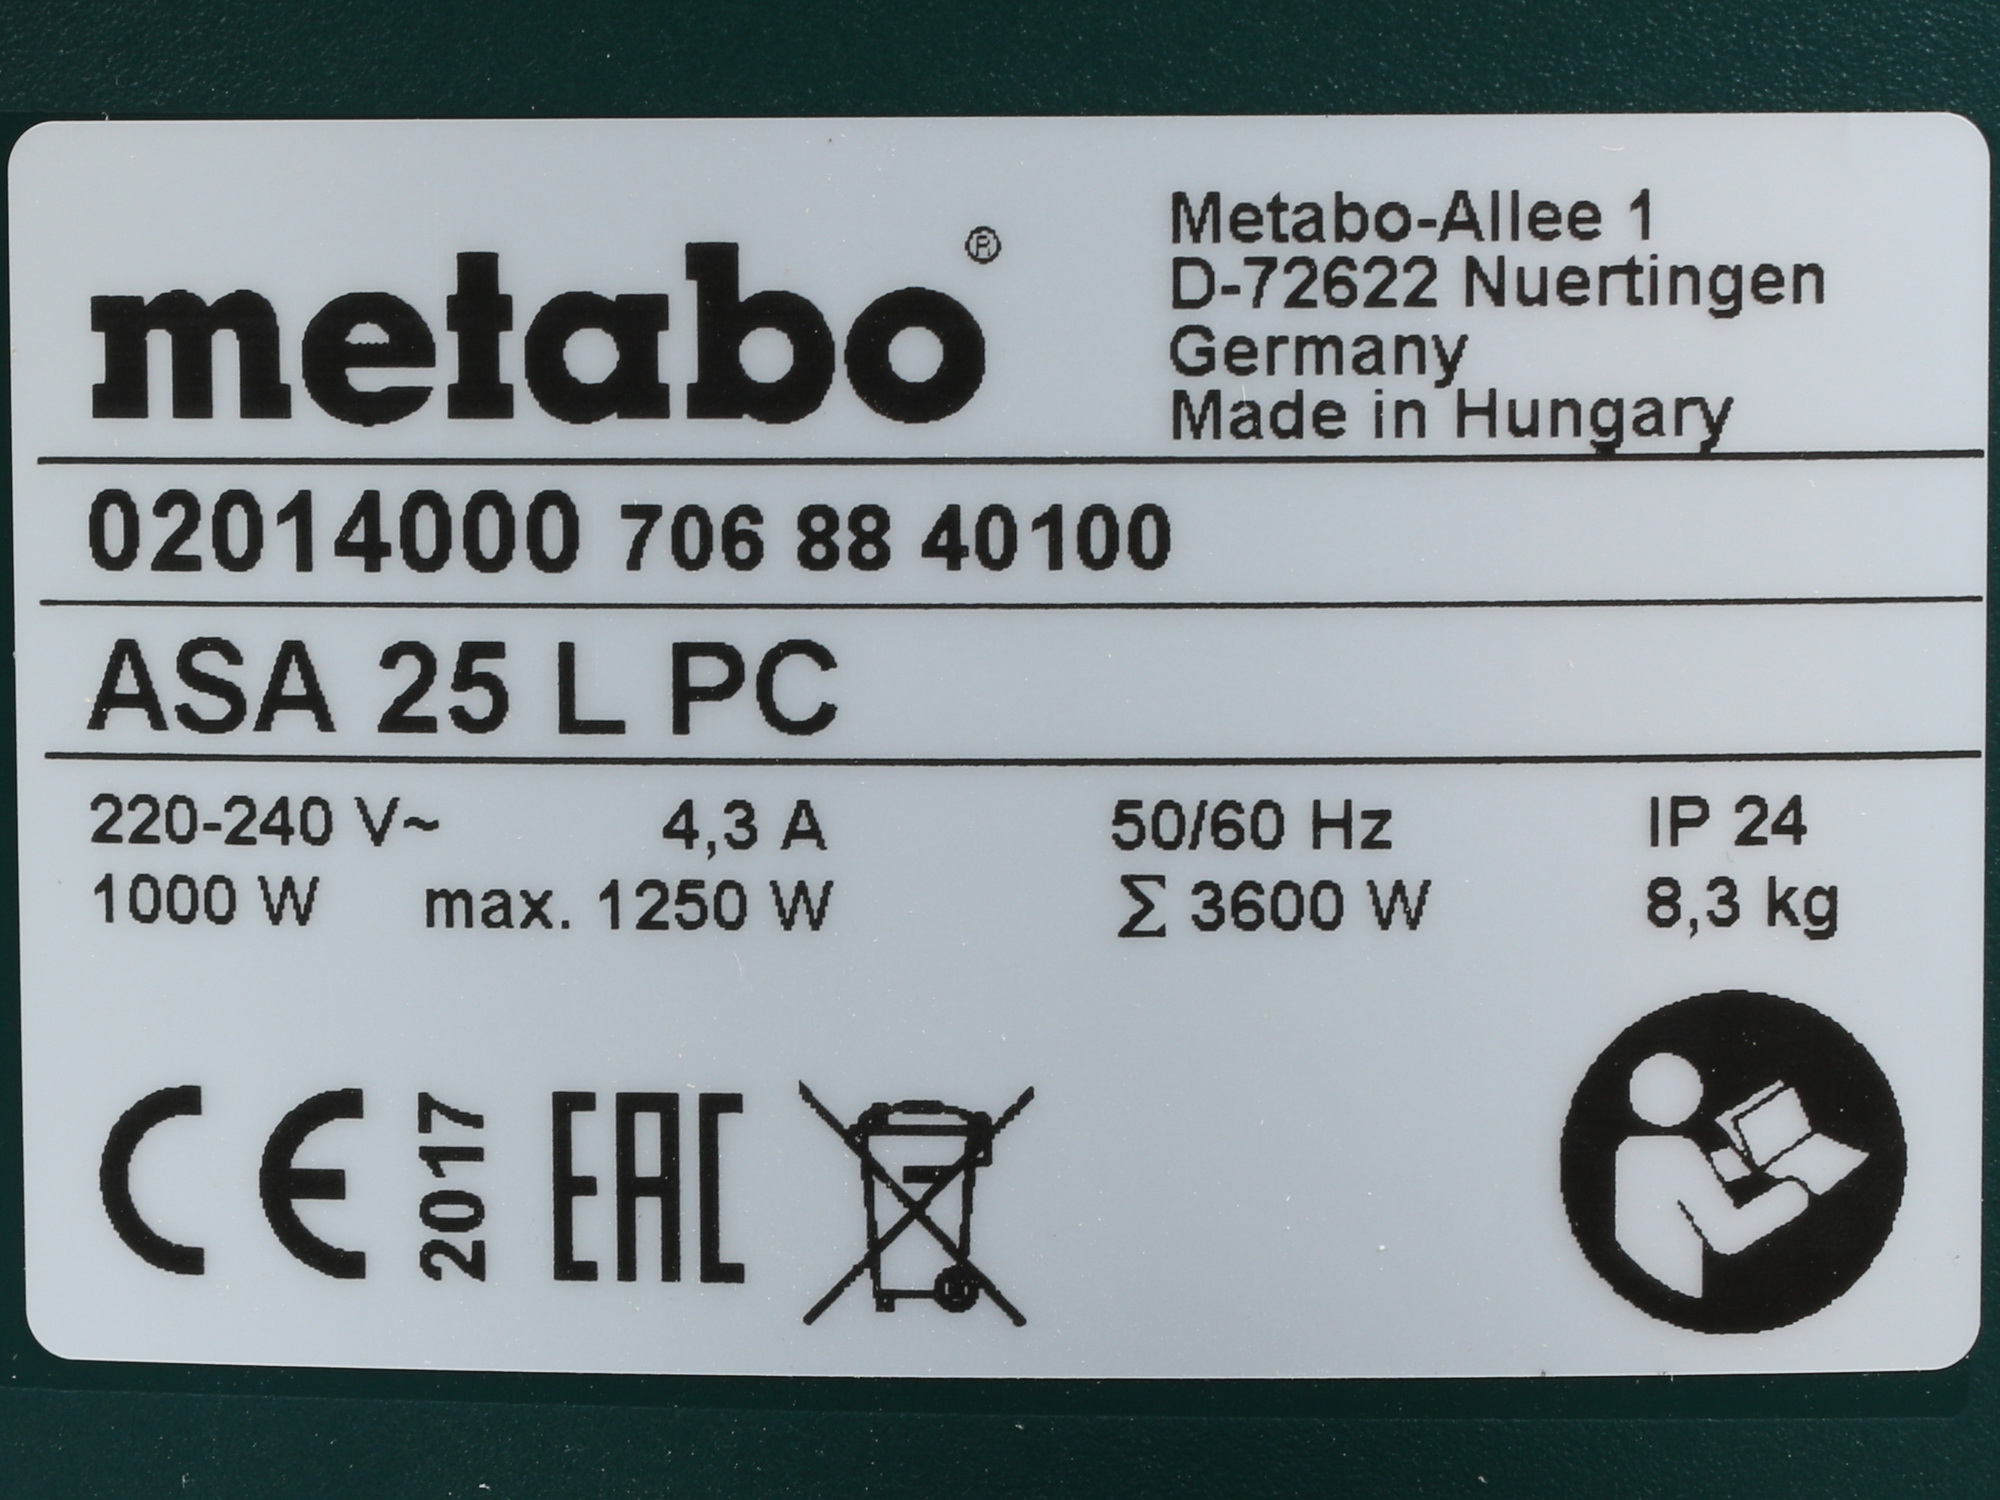 metabo®
Metabo-Allee 1
D-72622 Nuertingen
Germany
Made in Hungary
02014000 706 88 40100
ASA 25 L PC
220-240 V~ 4,3 A 50/60 Hz IP 24
1000 W max. 1250 W Σ 3600 W 8,3 kg
CE 2017 EAC